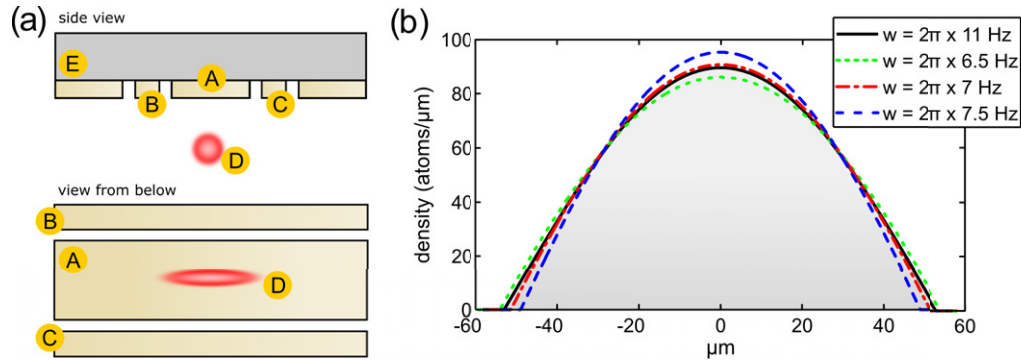 (a)
side view
E
A
B
C
D
view from below
B
A
D
C
(b)
w = 2π x 11 Hz
w = 2π x 6.5 Hz
w = 2π x 7 Hz
w = 2π x 7.5 Hz
density (atoms/μm)
100
80
60
40
20
0
-60
-40
-20
0
20
40
60
μm